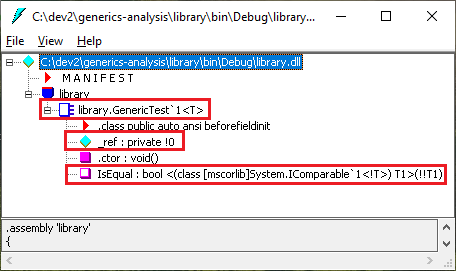 C:\dev2\generics-analysis\library\bin\Debug\library....
File View Help
C:\dev2\generics-analysis\library\bin\Debug\library.dll
MANIFEST
library
library.GenericTest`1<T>
.class public auto ansi beforefieldinit
_ref : private !0
.ctor : void()
IsEqual : bool <(class [mscorlib]System.IComparable`1<!T>) T1>(!!T1)
.assembly 'library'
{